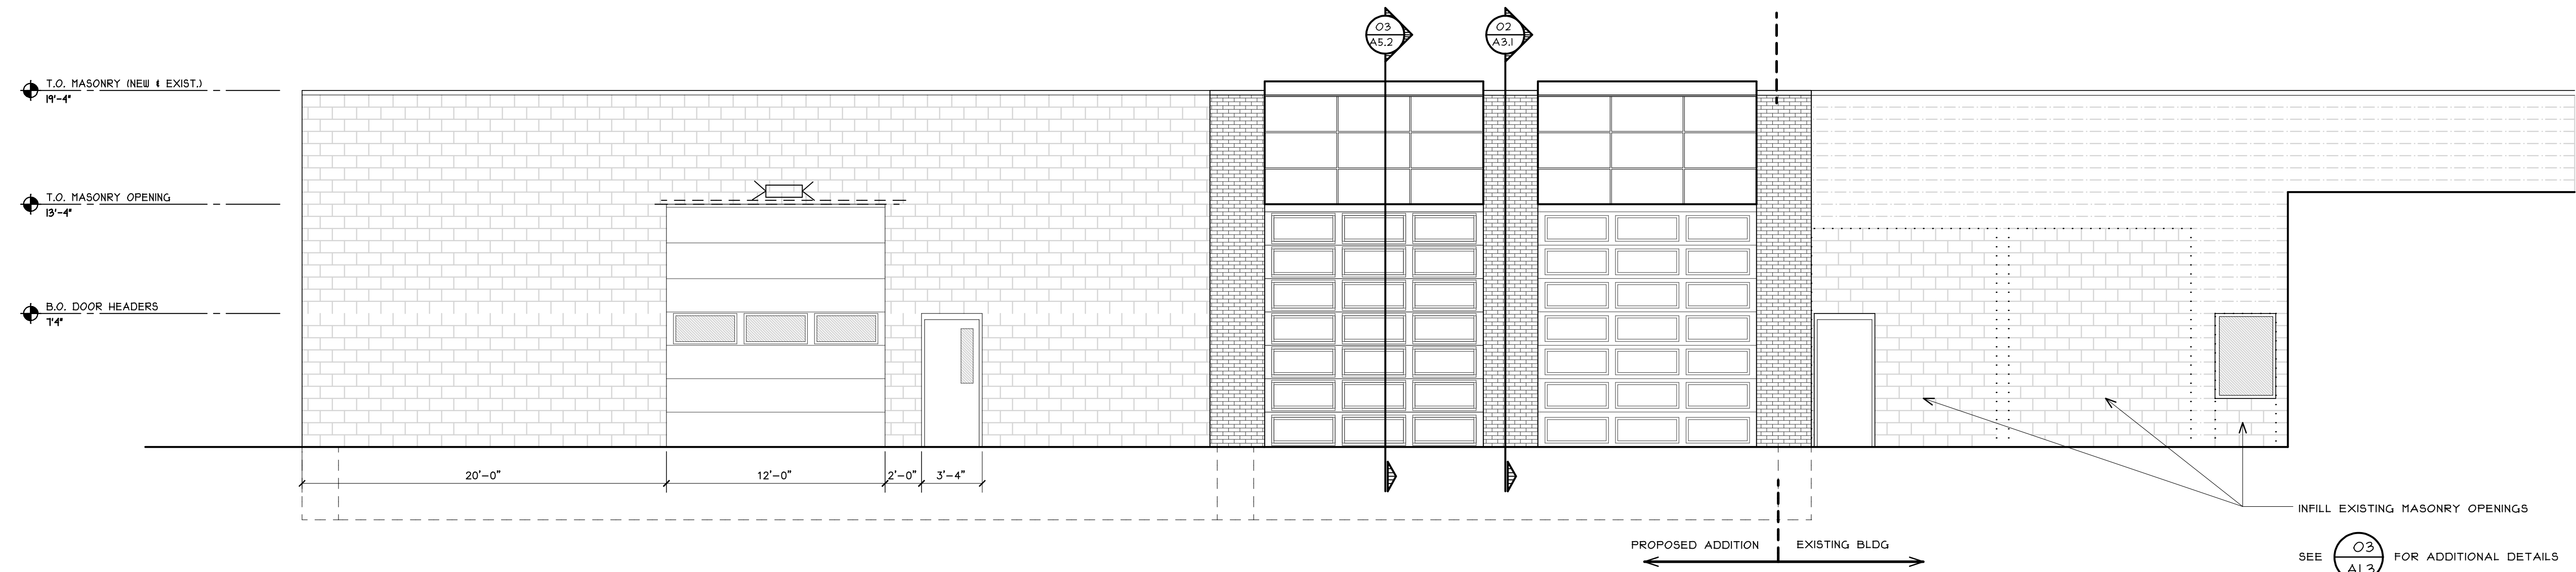 03
A5.2
02
A3.1
T.O. MASONRY (NEW & EXIST.)
19'-4"
T.O. MASONRY OPENING
13'-4"
B.O. DOOR HEADERS
7'4"
20'-0" 12'-0" 2'-0" 3'-4"
INFILL EXISTING MASONRY OPENINGS
PROPOSED ADDITION EXISTING BLDG
SEE 03 FOR ADDITIONAL DETAILS
A1.3